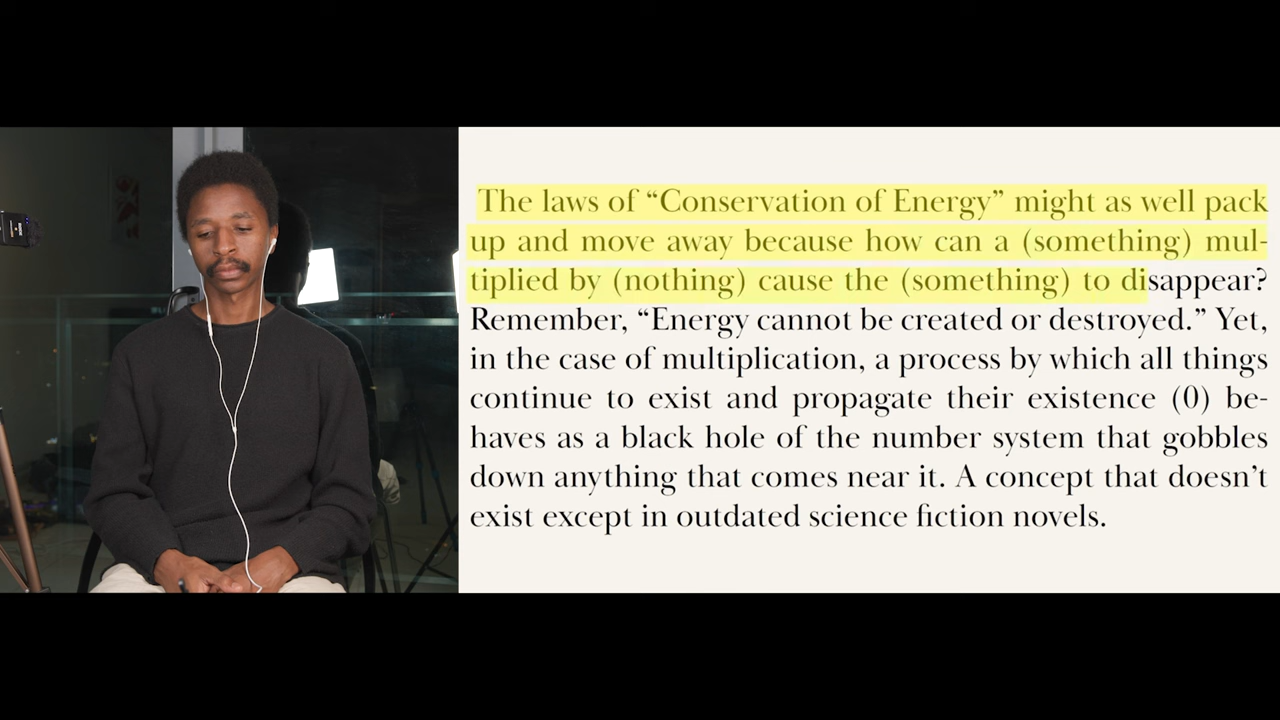 The laws of “Conservation of Energy” might as well pack
up and move away because how can a (something) mul-
tiplied by (nothing) cause the (something) to disappear?
Remember, “Energy cannot be created or destroyed.” Yet,
in the case of multiplication, a process by which all things
continue to exist and propagate their existence (0) be-
haves as a black hole of the number system that gobbles
down anything that comes near it. A concept that doesn’t
exist except in outdated science fiction novels.